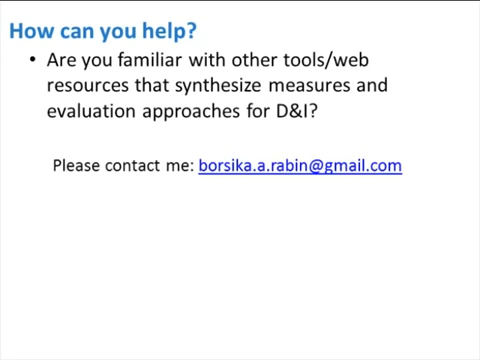 How can you help?
• Are you familiar with other tools/web
resources that synthesize measures and
evaluation approaches for D&I?
Please contact me: borsika.a.rabin@gmail.com